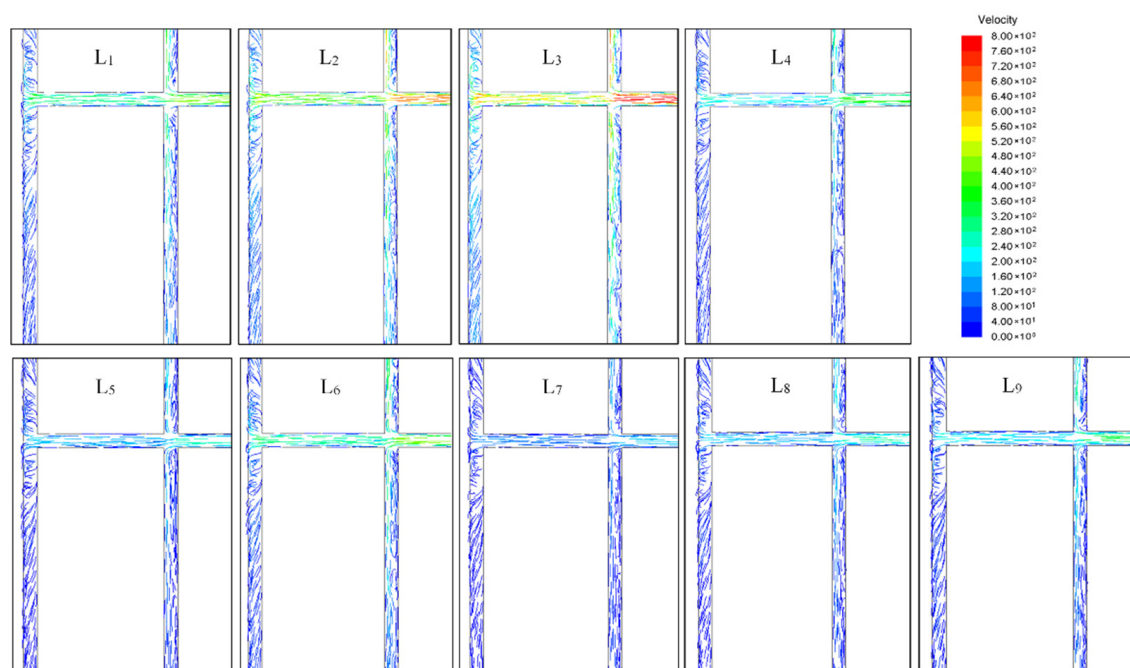 L₁
L₂
L₃
L₄
Velocity
8.00×10²
7.60×10²
7.20×10²
6.80×10²
6.40×10²
6.00×10²
5.60×10²
5.20×10²
4.80×10²
4.40×10²
4.00×10²
3.60×10²
3.20×10²
2.80×10²
2.40×10²
2.00×10²
1.60×10²
1.20×10²
8.00×10¹
4.00×10¹
0.00×10⁰
L₅
L₆
L₇
L₈
L₉